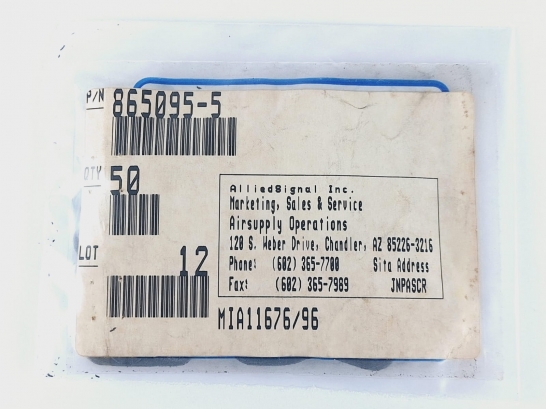 P/N 865095-5
QTY 50
LOT 12
AlliedSignal Inc.
Marketing, Sales & Service
Airsupply Operations
120 S. Weber Drive, Chandler, AZ 85226-3216
Phone: (602) 365-7700 Sita Address
Fax: (602) 365-7989 JNPASCR
MIA11676/96